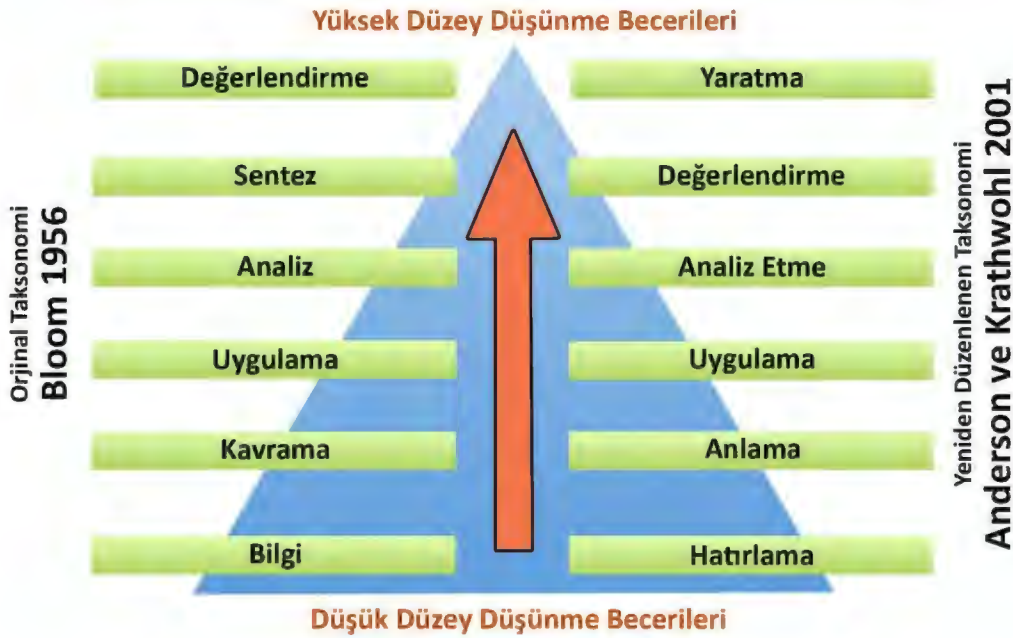 Yüksek Düzey Düşünme Becerileri
Orjinal Taksonomi
Bloom 1956
Değerlendirme
Sentez
Analiz
Uygulama
Kavrama
Bilgi
Yaratma
Değerlendirme
Analiz Etme
Uygulama
Anlama
Hatırlama
Yeniden Düzenlenen Taksonomi
Anderson ve Krathwohl 2001
Düşük Düzey Düşünme Becerileri